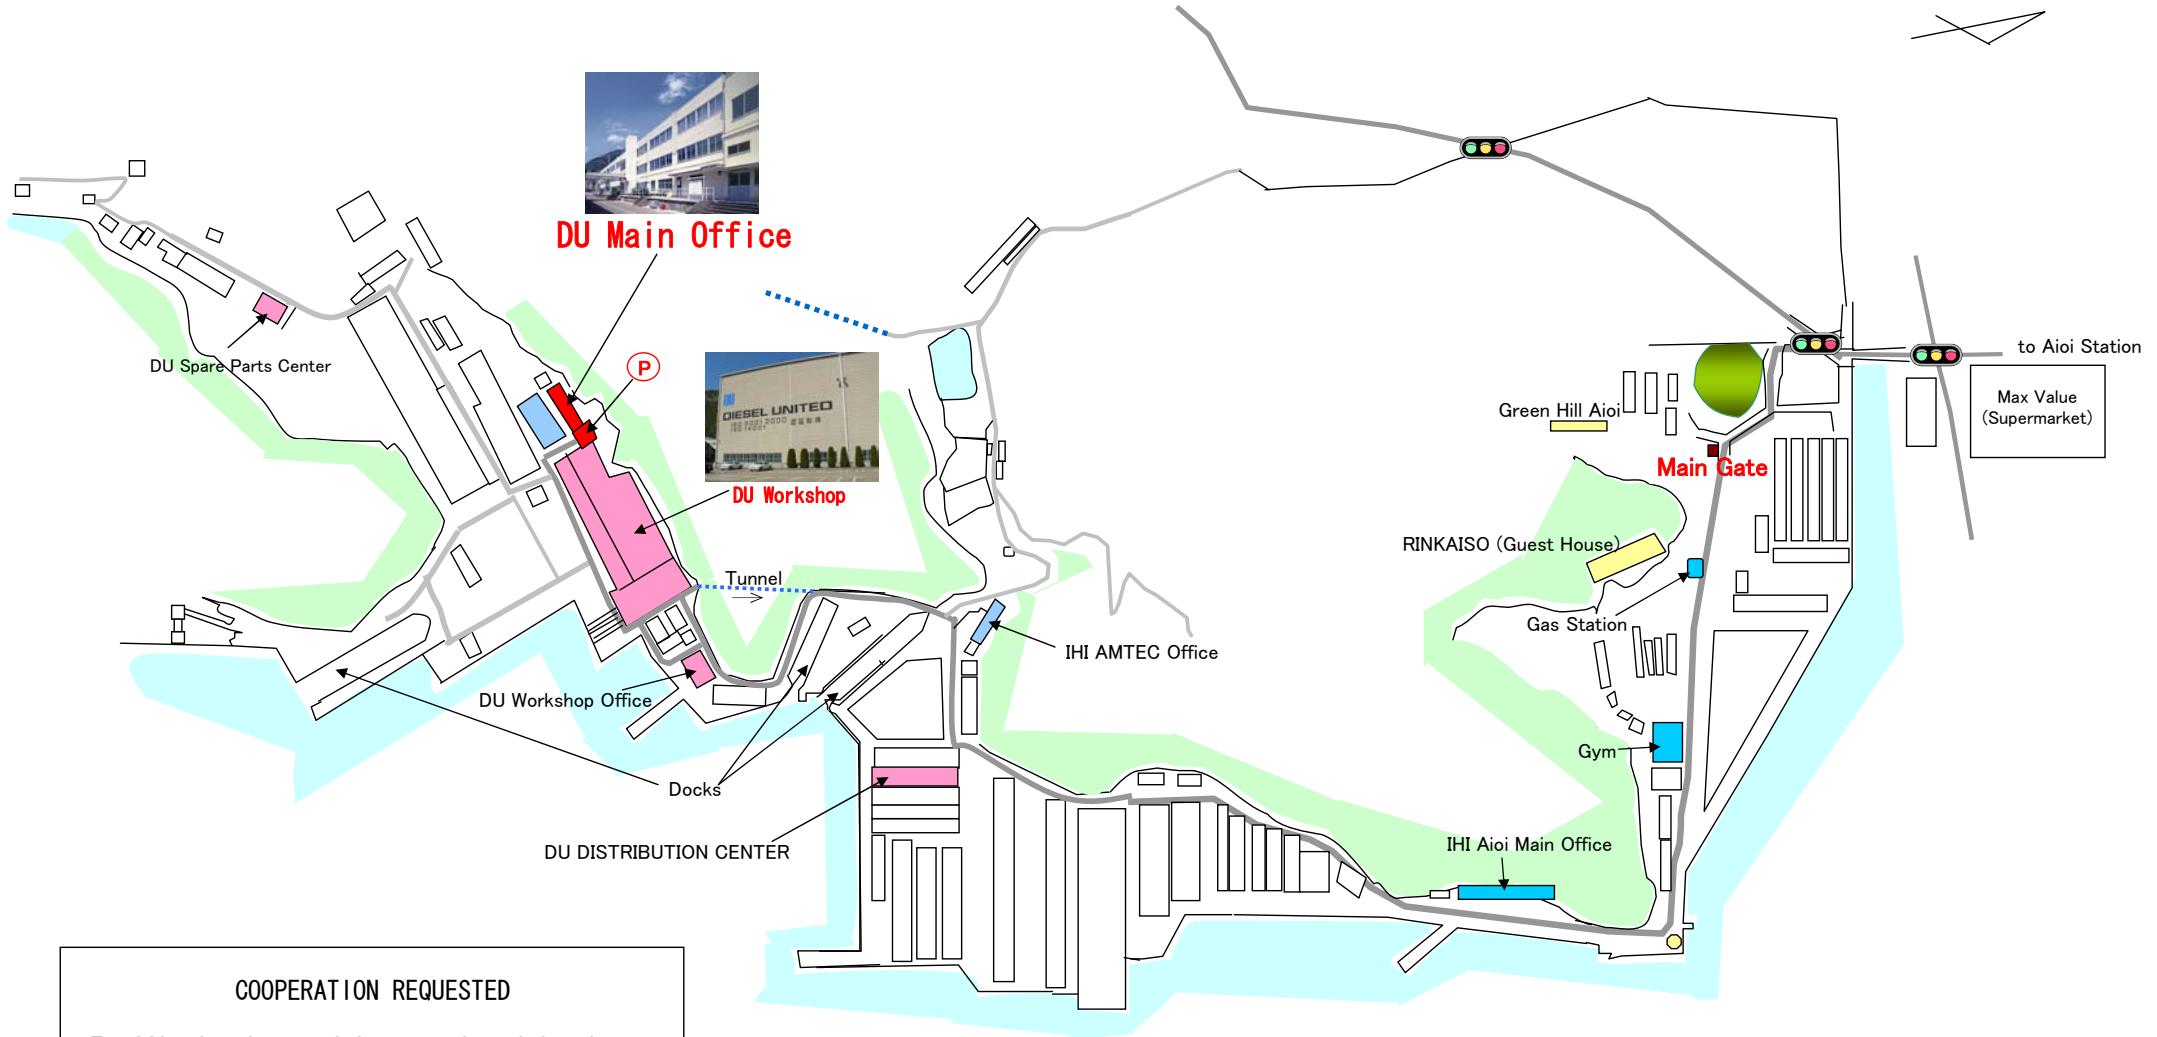 DU Main Office
P
DU Spare Parts Center
DIESEL UNITED
DU Workshop
to Aioi Station
Max Value
(Supermarket)
Green Hill Aioi
Main Gate
RINKAISO (Guest House)
Tunnel
Gas Station
IHI AMTEC Office
DU Workshop Office
Gym
Docks
DU DISTRIBUTION CENTER
IHI Aioi Main Office
COOPERATION REQUESTED